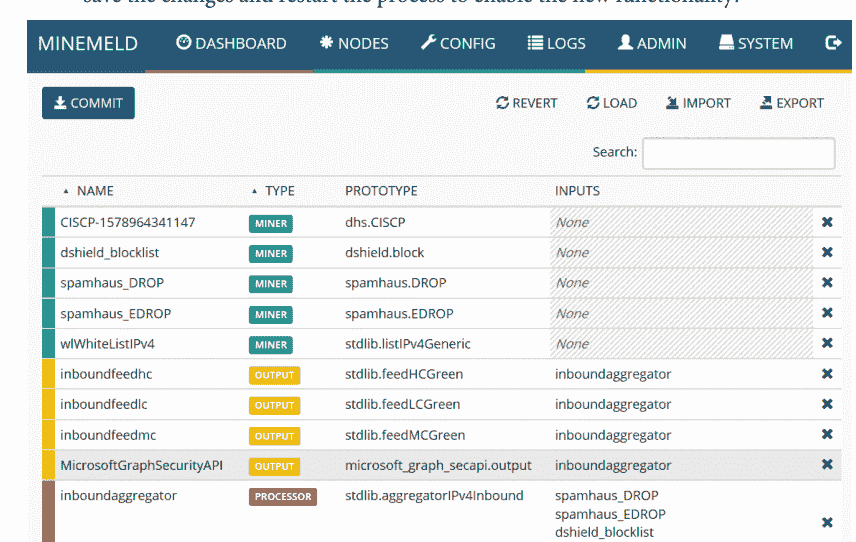 save the changes and restart the process to enable the new functionality.
MINEMELD DASHBOARD NODES CONFIG LOGS ADMIN SYSTEM
COMMIT REVERT LOAD IMPORT EXPORT
Search:
NAME TYPE PROTOTYPE INPUTS
CISCP-1578964341147 MINER dhs.CISCP None
dshield_blocklist MINER dshield.block None
spamhaus_DROP MINER spamhaus.DROP None
spamhaus_EDROP MINER spamhaus.EDROP None
wlWhiteListIPv4 MINER stdlib.listIPv4Generic None
inboundfeedhc OUTPUT stdlib.feedHCGreen inboundaggregator
inboundfeedlc OUTPUT stdlib.feedLCGreen inboundaggregator
inboundfeedmc OUTPUT stdlib.feedMCGreen inboundaggregator
MicrosoftGraphSecurityAPI OUTPUT microsoft_graph_secapi.output inboundaggregator
inboundaggregator PROCESSOR stdlib.aggregatorIPv4Inbound spamhaus_DROP
spamhaus_EDROP
dshield_blocklist